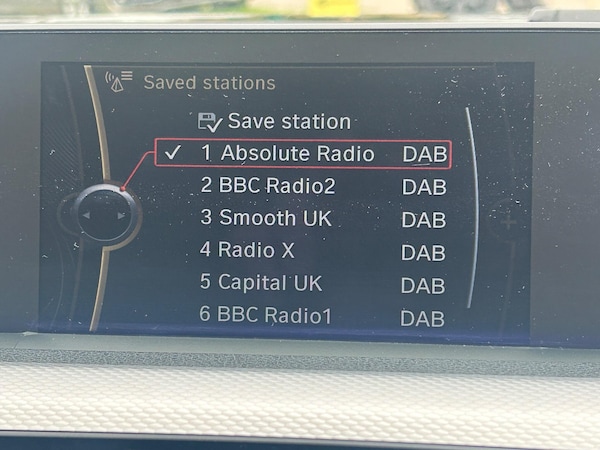 Saved stations
Save station
1 Absolute Radio DAB
2 BBC Radio2 DAB
3 Smooth UK DAB
4 Radio X DAB
5 Capital UK DAB
6 BBC Radio1 DAB